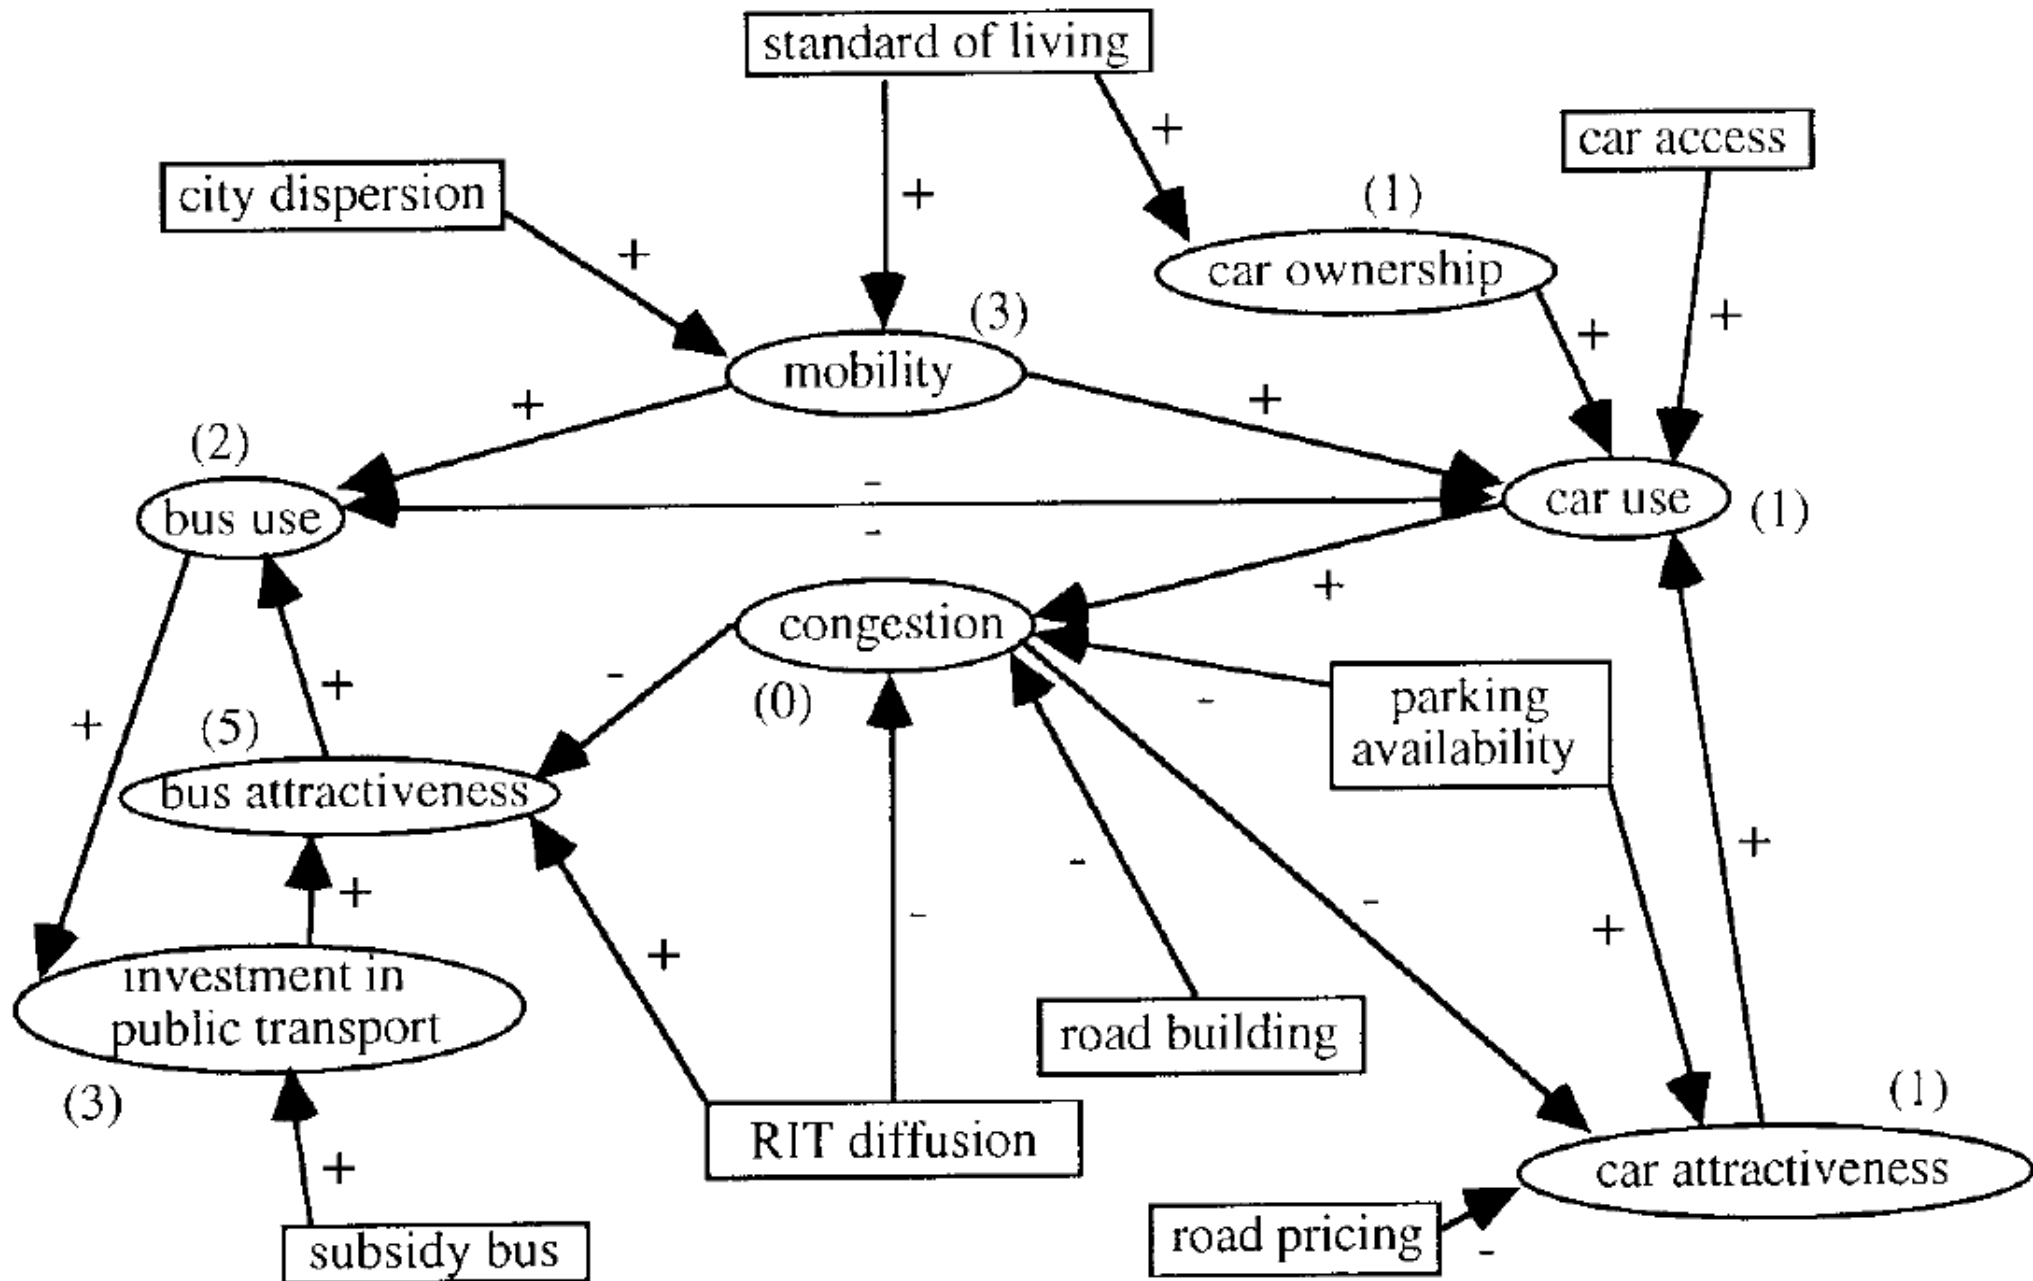 standard of living
+
car access
city dispersion
+
+
(1)
car ownership
+
(3)
+
+
mobility
+
+
(2)
-
bus use
car use
(1)
-
+
congestion
-
+
(0)
-
parking
availability
+
(5)
bus attractiveness
+
-
+
-
-
+
+
investment in
public transport
road building
(3)
RIT diffusion
(1)
car attractiveness
+
road pricing
-
subsidy bus